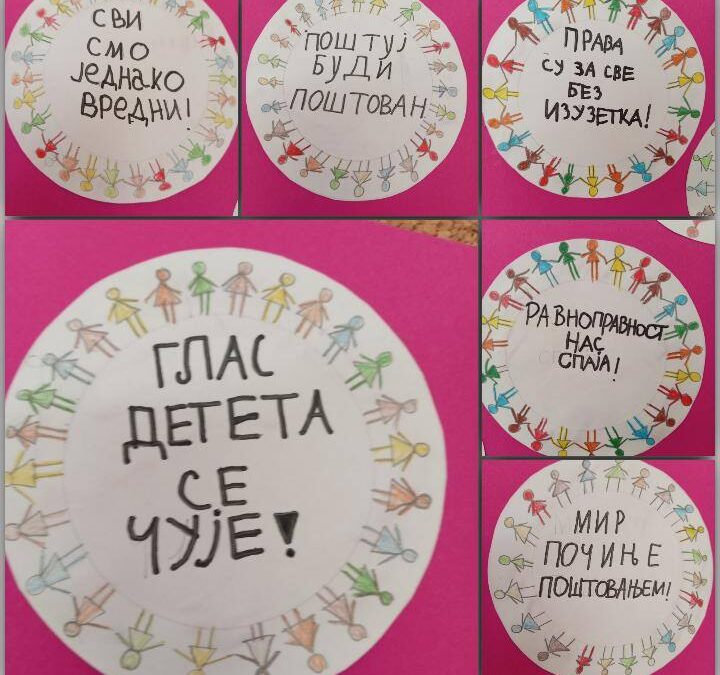 СВИ
СМО
ЈЕДНАКО
ВРЕДНИ!
ПОШТУЈ
БУДИ
ПОШТОВАН
ПРАВА
СУ ЗА СВЕ
БЕЗ
ИЗУЗЕТКА!
ГЛАС
ДЕТЕТА
СЕ
ЧУЈЕ!
РАВНОПРАВНОСТ
НАС
СПАЈА!
МИР
ПОЧИЊЕ
ПОШТОВАЊЕМ!